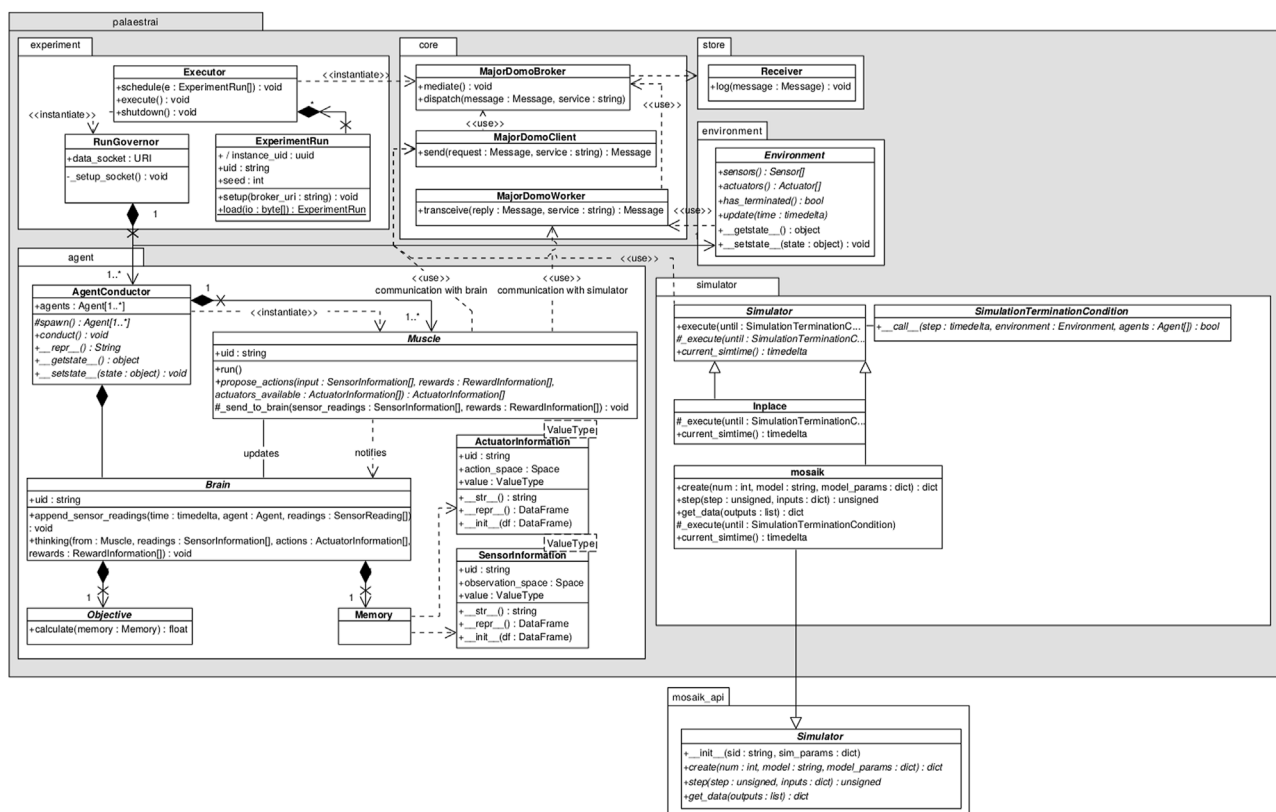 palaestrai
experiment
Executor
+schedule(e : ExperimentRun[]) : void
+execute() : void
+shutdown() : void
<<instantiate>>
<<instantiate>>
*
RunGovernor
+data_socket : URI
-_setup_socket() : void
1
ExperimentRun
+ / instance_uid : uuid
+uid : string
+seed : int
+setup(broker_uri : string) : void
+load(io : byte[]) : ExperimentRun
core
MajorDomoBroker
+mediate() : void
+dispatch(message : Message, service : string)
<<use>>
<<use>>
MajorDomoClient
+send(request : Message, service : string) : Message
MajorDomoWorker
+transceive(reply : Message, service : string) : Message
<<use>>
store
Receiver
+log(message : Message) : void
environment
Environment
+sensors() : Sensor[]
+actuators() : Actuator[]
+has_terminated() : bool
+update(time : timedelta)
+__getstate__() : object
+__setstate__(state : object) : void
agent
1..*
AgentConductor
+agents : Agent[1..*]
#spawn() : Agent[1..*]
+conduct() : void
+__repr__() : String
+__getstate__() : object
+__setstate__(state : object) : void
1
<<instantiate>>
1..*
<<use>>
communication with brain
<<use>>
communication with simulator
<<use>>
Muscle
+uid : string
+run()
+propose_actions(input : SensorInformation[], rewards : RewardInformation[],
actuators_available : ActuatorInformation[]) : ActuatorInformation[]
#_send_to_brain(sensor_readings : SensorInformation[], rewards : RewardInformation[]) : void
updates
notifies
ValueType
ActuatorInformation
+uid : string
+action_space : Space
+value : ValueType
+__str__() : string
+__repr__() : DataFrame
+__init__(df : DataFrame)
Brain
+uid : string
+append_sensor_readings(time : timedelta, agent : Agent, readings : SensorReading[])
: void
+thinking(from : Muscle, readings : SensorInformation[], actions : ActuatorInformation[],
rewards : RewardInformation[]) : void
ValueType
SensorInformation
+uid : string
+observation_space : Space
+value : ValueType
+__str__() : string
+__repr__() : DataFrame
+__init__(df : DataFrame)
1
Objective
+calculate(memory : Memory) : float
1
Memory
simulator
Simulator
+execute(until : SimulationTerminationC...
#_execute(until : SimulationTerminationC...
+current_simtime() : timedelta
SimulationTerminationCondition
+__call__(step : timedelta, environment : Environment, agents : Agent[]) : bool
Inplace
#_execute(until : SimulationTerminationC...
+current_simtime() : timedelta
mosaik
+create(num : int, model : string, model_params : dict) : dict
+step(step : unsigned, inputs : dict) : unsigned
+get_data(outputs : list) : dict
#_execute(until : SimulationTerminationCondition)
+current_simtime() : timedelta
mosaik_api
Simulator
+__init__(sid : string, sim_params : dict)
+create(num : int, model : string, model_params : dict) : dict
+step(step : unsigned, inputs : dict) : unsigned
+get_data(outputs : list) : dict